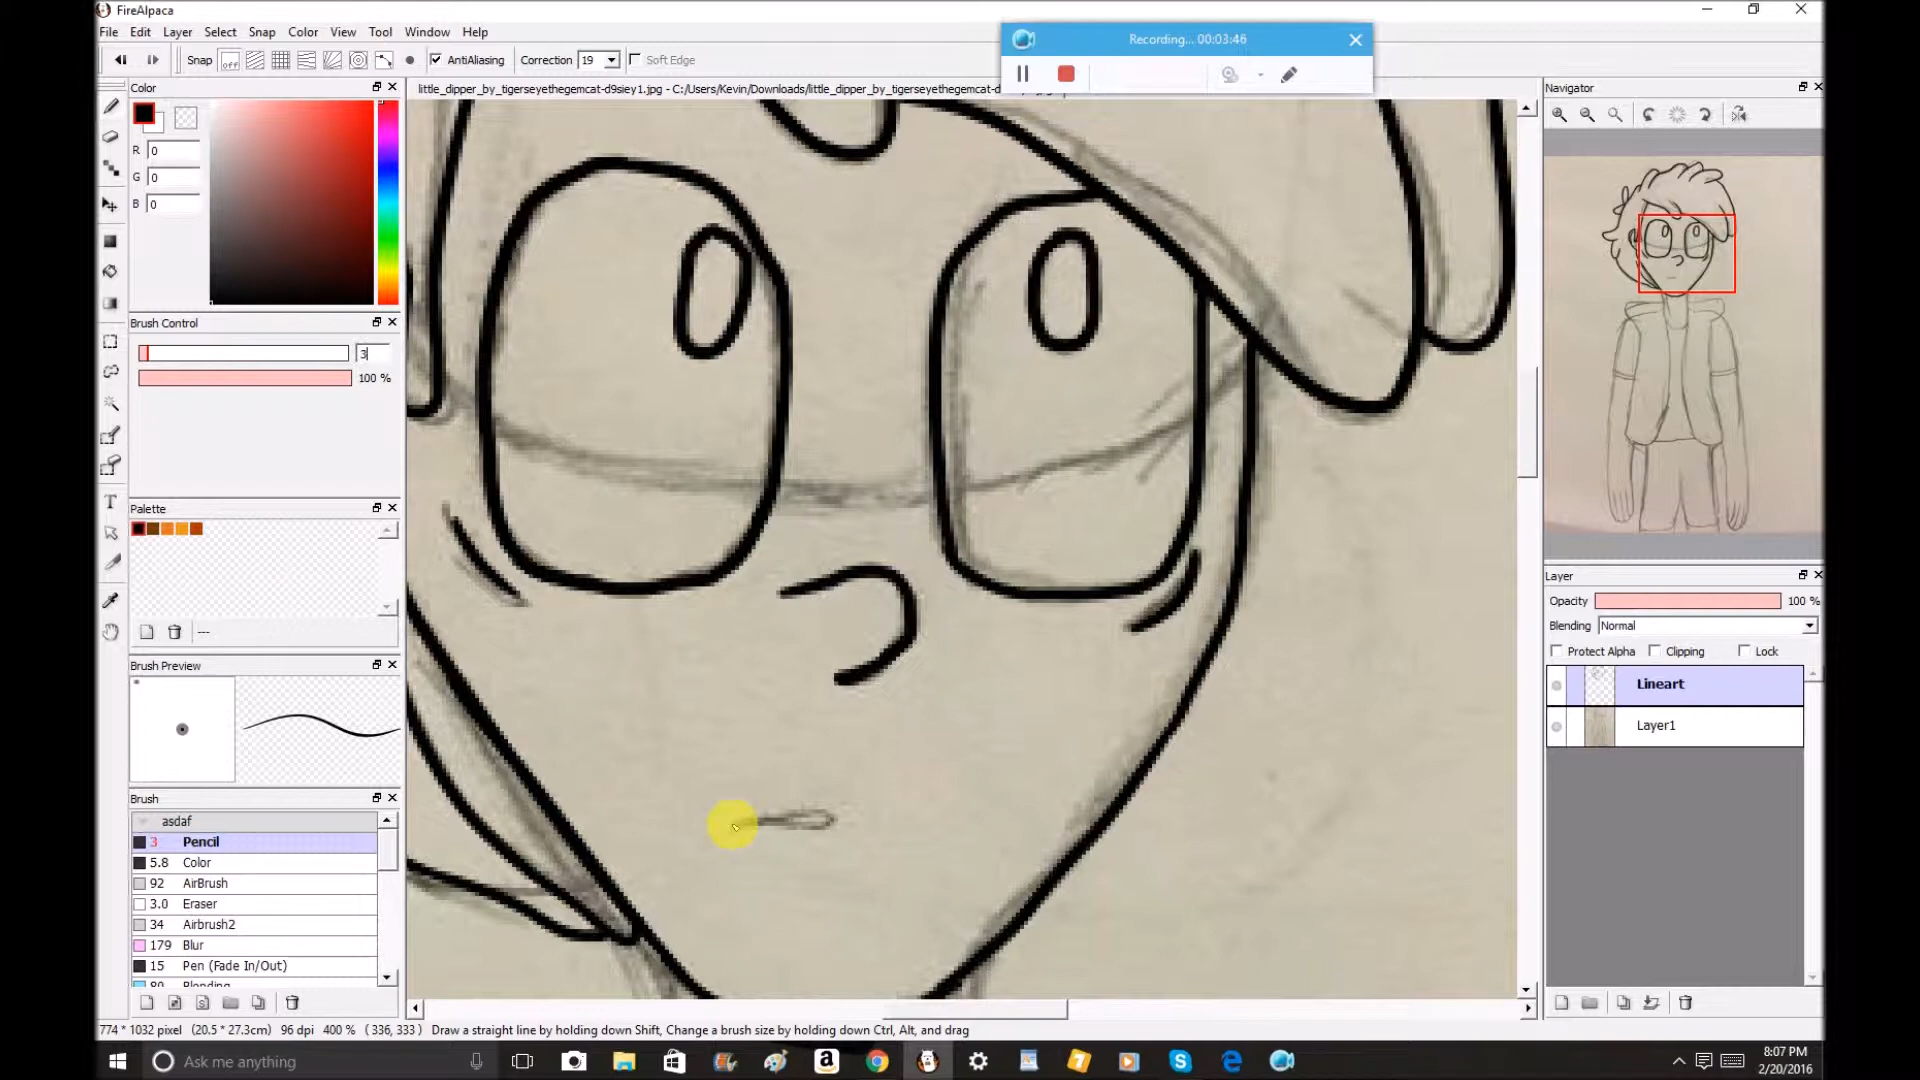 FireAlpaca
File Edit Layer Select Snap Color View Tool Window Help
Recording... 00:03:46
Snap off AntiAliasing Correction 19 Soft Edge
Color
little_dipper_by_tigerseyethegemcat-d9siey1.jpg - C:/Users/Kevin/Downloads/little_dipper_by_tigerseyethegemcat-d
Navigator
R 0
G 0
B 0
Brush Control
3
100 %
Palette
---
Brush Preview
Layer
Opacity 100 %
Blending Normal
Protect Alpha Clipping Lock
Lineart
Layer1
Brush
asdaf
3 Pencil
5.8 Color
92 AirBrush
3.0 Eraser
34 Airbrush2
179 Blur
15 Pen (Fade In/Out)
80 Blending
774 * 1032 pixel (20.5 * 27.3cm) 96 dpi 400 % ( 336, 333 ) Draw a straight line by holding down Shift, Change a brush size by holding down Ctrl, Alt, and drag
Ask me anything
8:07 PM
2/20/2016